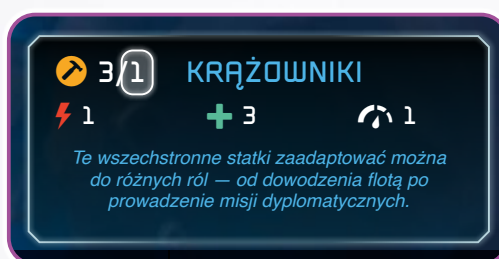 3/1 KRĄŻOWNIKI
1 3 1
Te wszechstronne statki zaadaptować można
do różnych ról — od dowodzenia flotą po
prowadzenie misji dyplomatycznych.